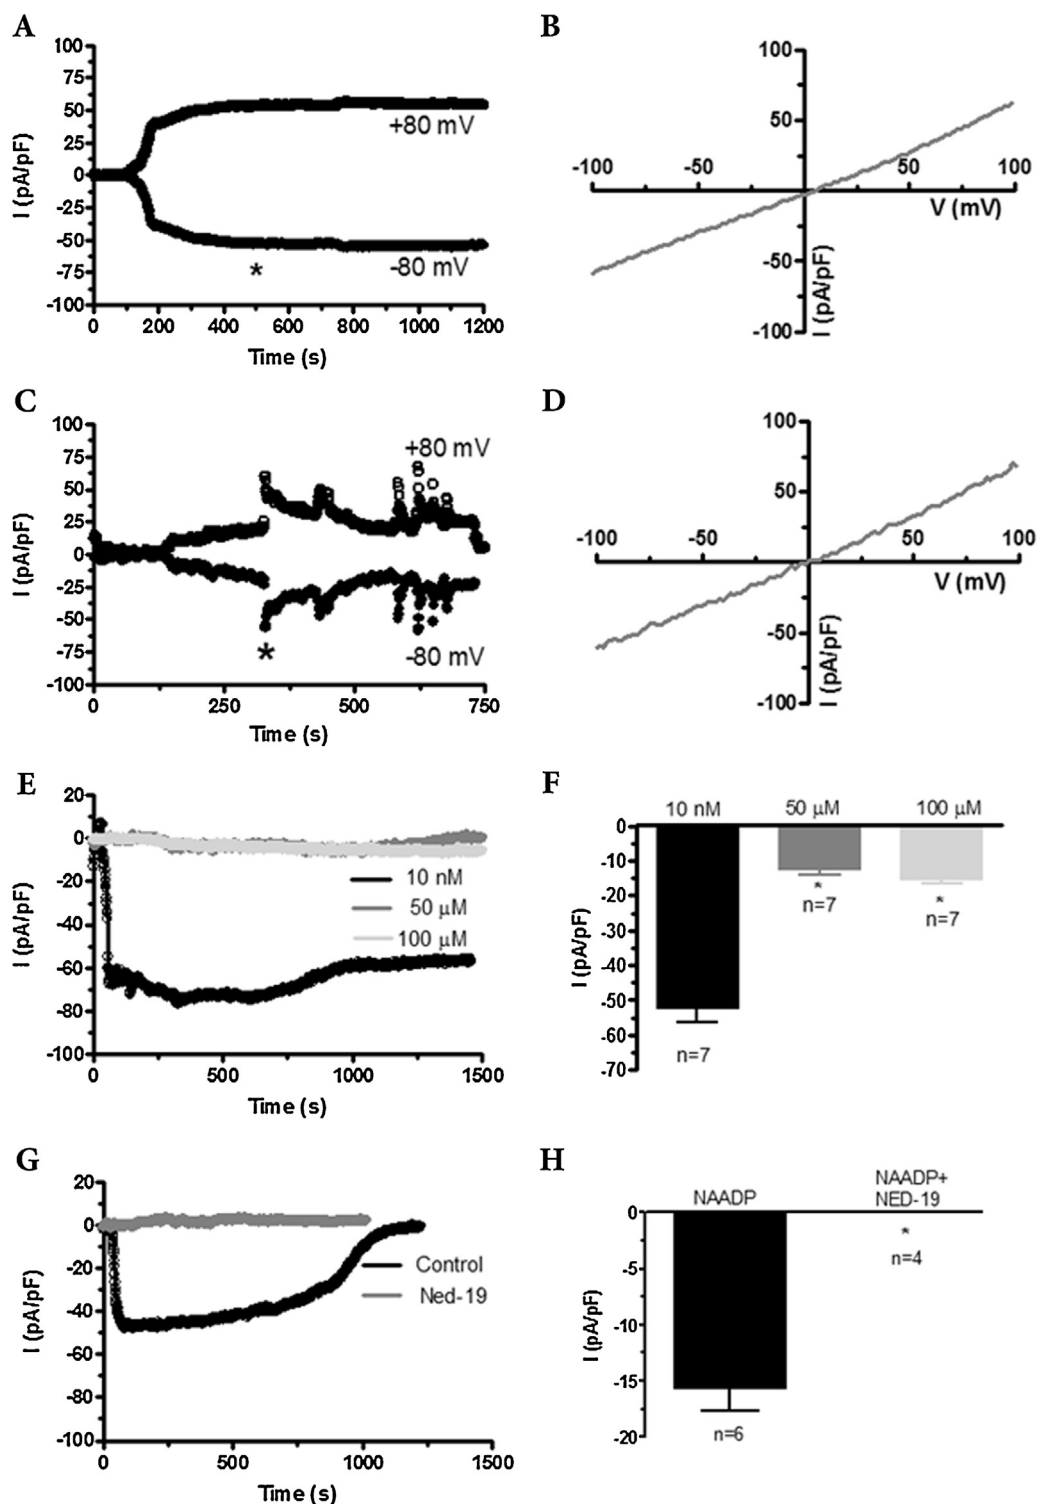 A
100
75
50
25
0
-25
-50
-75
-100
I (pA/pF)
+80 mV
-80 mV
*
0 200 400 600 800 1000 1200
Time (s)
B
100
50
-50
-100
-100 -50 50 100
V (mV)
I (pA/pF)
C
100
75
50
25
0
-25
-50
-75
-100
I (pA/pF)
+80 mV
-80 mV
*
0 250 500 750
Time (s)
D
100
50
-50
-100
-100 -50 50 100
V (mV)
I (pA/pF)
E
20
0
-20
-40
-60
-80
-100
I (pA/pF)
10 nM
50 µM
100 µM
0 500 1000 1500
Time (s)
F
10 nM 50 µM 100 µM
0
-10
-20
-30
-40
-50
-60
-70
I (pA/pF)
n=7
*
n=7
*
n=7
G
20
0
-20
-40
-60
-80
-100
I (pA/pF)
Control
Ned-19
0 500 1000 1500
Time (s)
H
NAADP
NAADP+
NED-19
0
-5
-10
-15
-20
I (pA/pF)
*
n=4
n=6